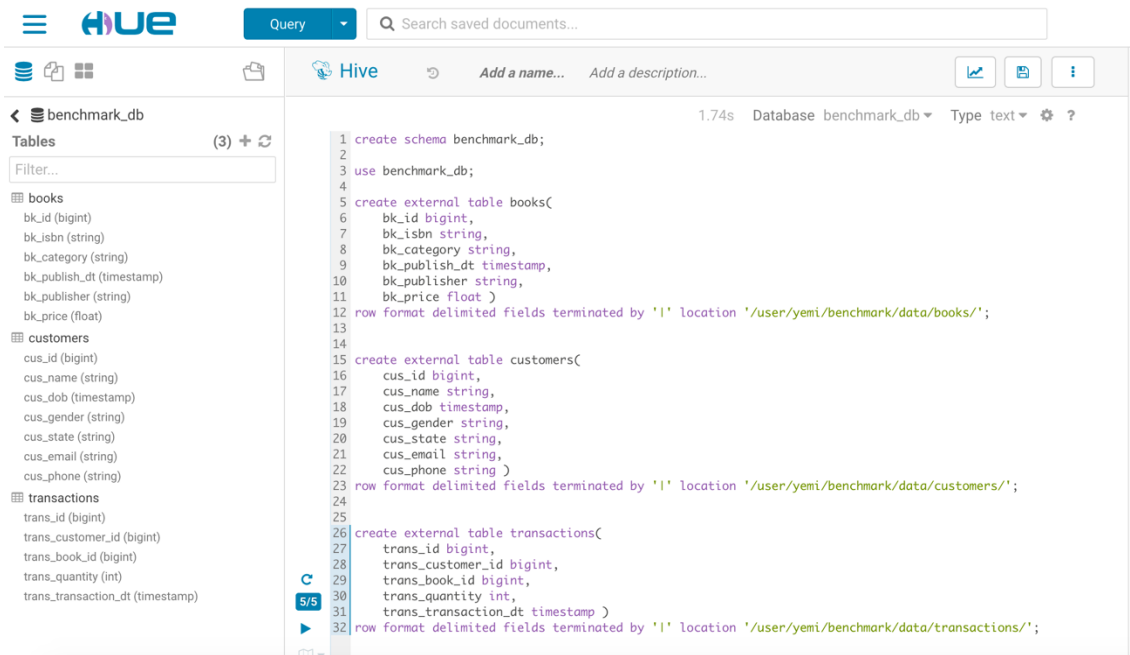 HUE
Query
Search saved documents...
Hive
Add a name...
Add a description...
benchmark_db
Tables
(3)
Filter...
books
bk_id (bigint)
bk_isbn (string)
bk_category (string)
bk_publish_dt (timestamp)
bk_publisher (string)
bk_price (float)
customers
cus_id (bigint)
cus_name (string)
cus_dob (timestamp)
cus_gender (string)
cus_state (string)
cus_email (string)
cus_phone (string)
transactions
trans_id (bigint)
trans_customer_id (bigint)
trans_book_id (bigint)
trans_quantity (int)
trans_transaction_dt (timestamp)
1.74s Database benchmark_db Type text ?
1 create schema benchmark_db;
2
3 use benchmark_db;
4
5 create external table books(
6 bk_id bigint,
7 bk_isbn string,
8 bk_category string,
9 bk_publish_dt timestamp,
10 bk_publisher string,
11 bk_price float )
12 row format delimited fields terminated by '|' location '/user/yemi/benchmark/data/books/';
13
14
15 create external table customers(
16 cus_id bigint,
17 cus_name string,
18 cus_dob timestamp,
19 cus_gender string,
20 cus_state string,
21 cus_email string,
22 cus_phone string )
23 row format delimited fields terminated by '|' location '/user/yemi/benchmark/data/customers/';
24
25
26 create external table transactions(
27 trans_id bigint,
28 trans_customer_id bigint,
29 trans_book_id bigint,
30 trans_quantity int,
31 trans_transaction_dt timestamp )
32 row format delimited fields terminated by '|' location '/user/yemi/benchmark/data/transactions/';
5/5